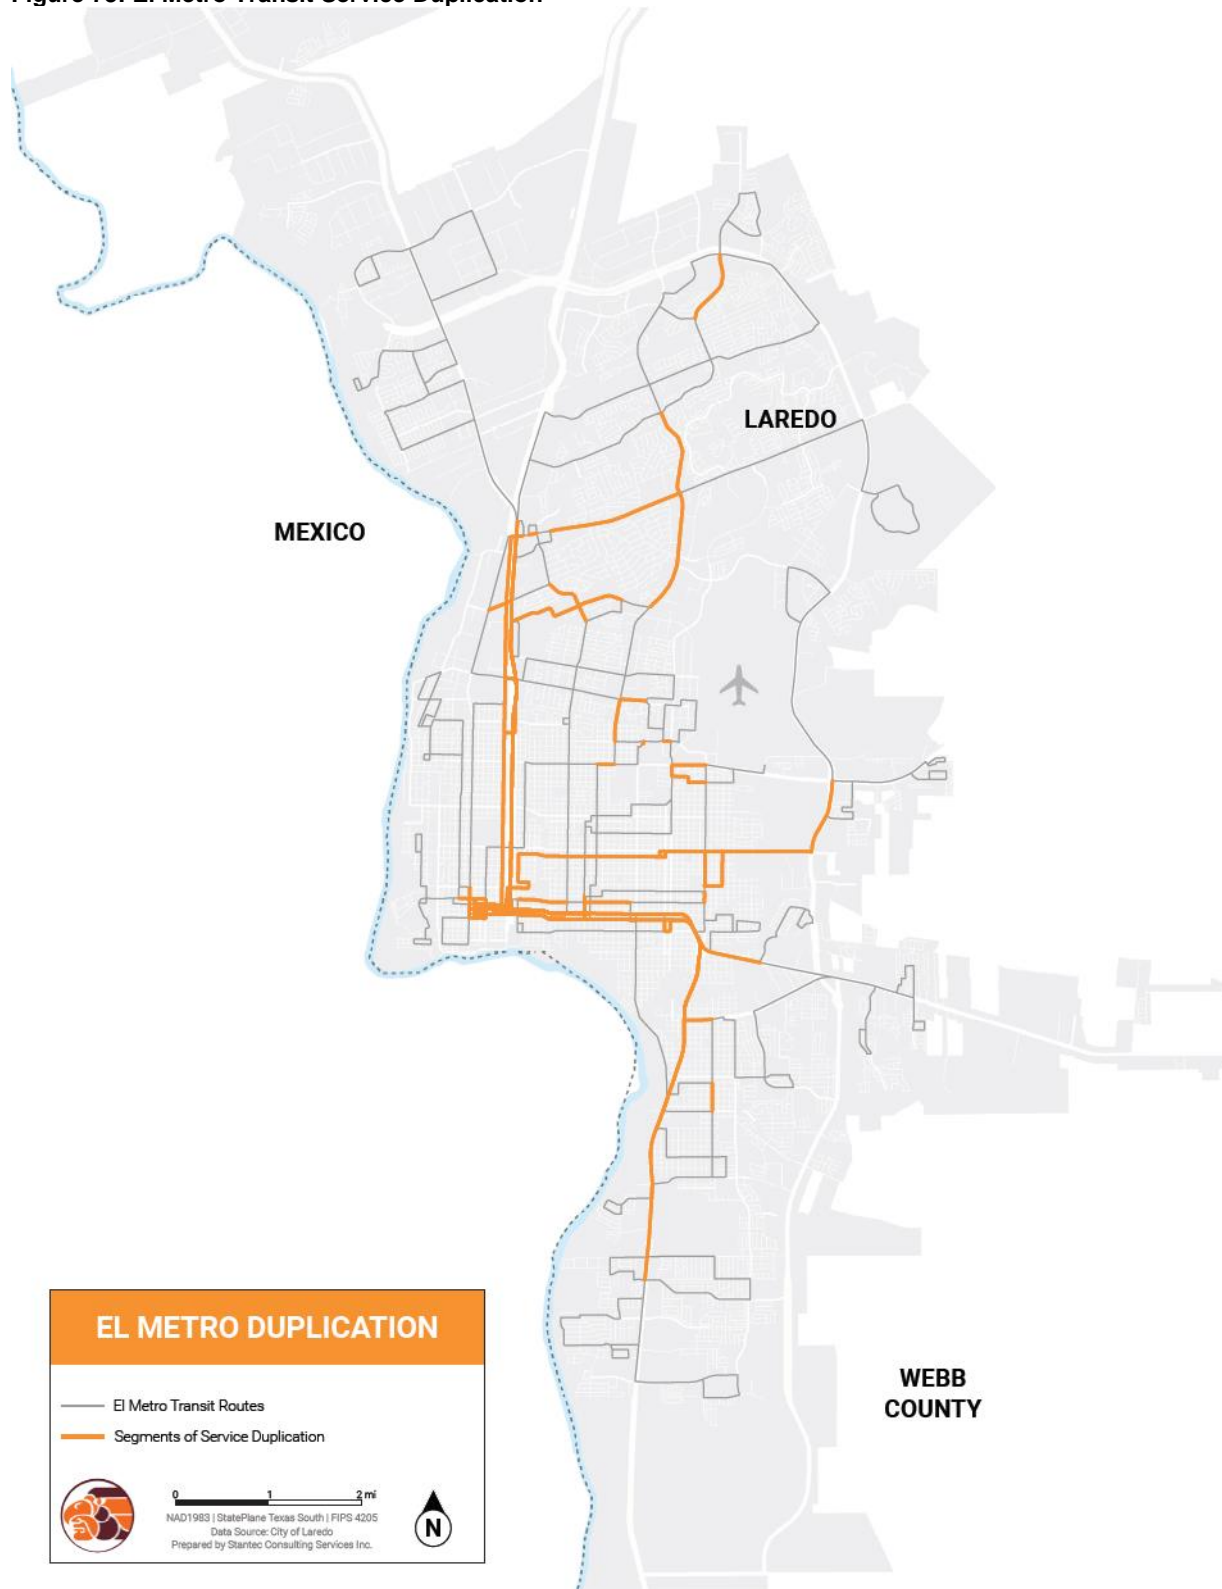 LAREDO
MEXICO
WEBB
COUNTY
EL METRO DUPLICATION
El Metro Transit Routes
Segments of Service Duplication
0 1 2 mi
NAD1983 | StatePlane Texas South | FIPS 4205
Data Source: City of Laredo
Prepared by Stantec Consulting Services Inc.
N